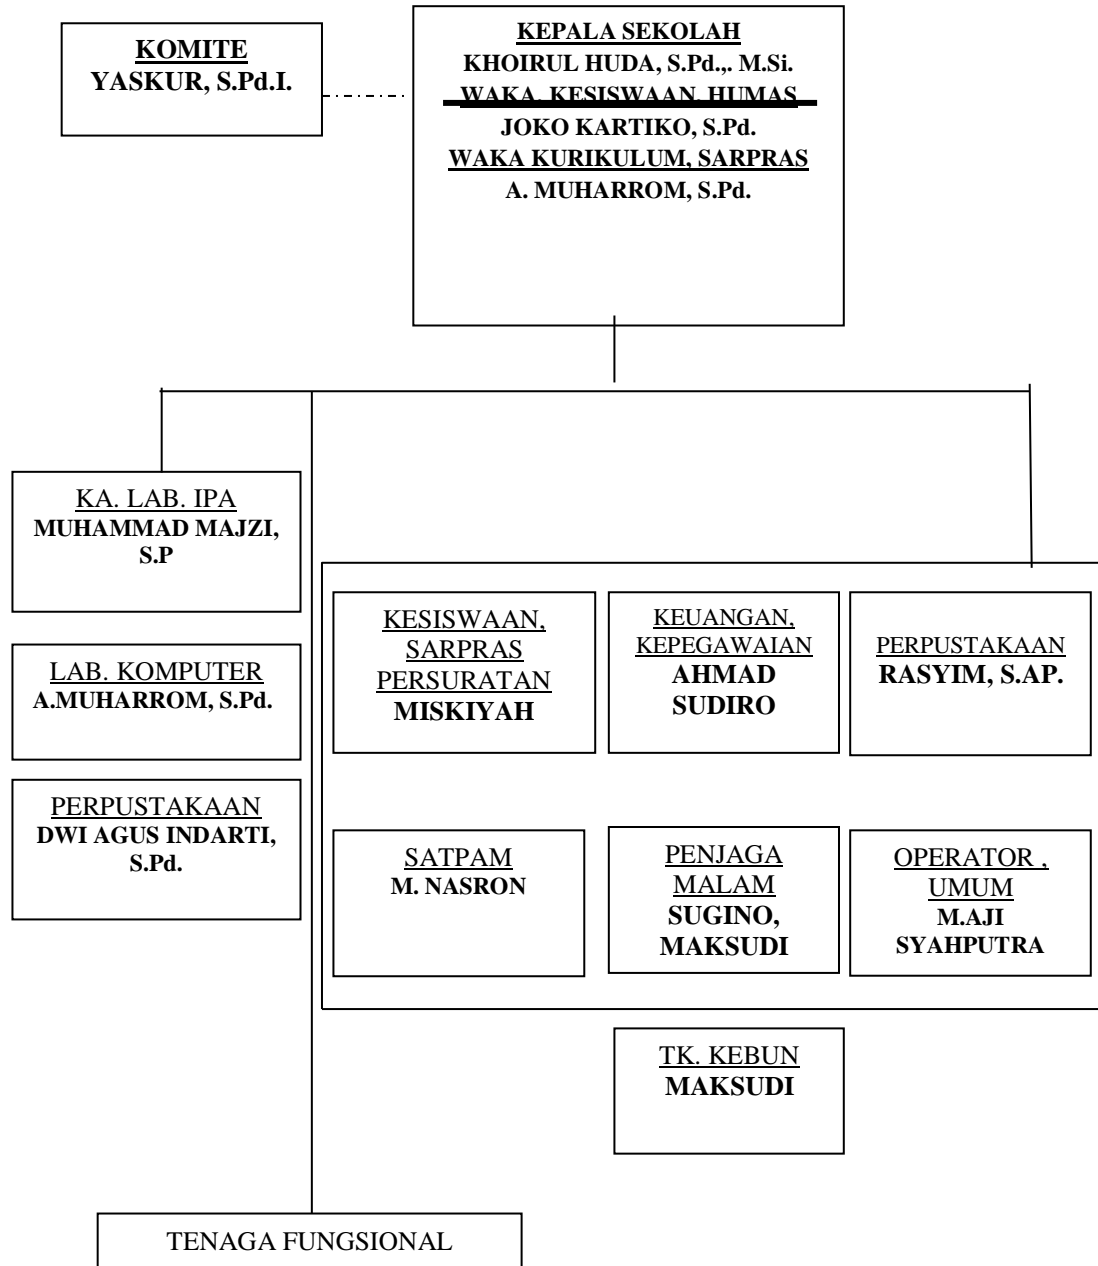 KOMITE
YASKUR, S.Pd.I.
KEPALA SEKOLAH
KHOIRUL HUDA, S.Pd.,. M.Si.
WAKA. KESISWAAN, HUMAS
JOKO KARTIKO, S.Pd.
WAKA KURIKULUM, SARPRAS
A. MUHARROM, S.Pd.
KA. LAB. IPA
MUHAMMAD MAJZI,
S.P
LAB. KOMPUTER
A.MUHARROM, S.Pd.
PERPUSTAKAAN
DWI AGUS INDARTI,
S.Pd.
KESISWAAN,
SARPRAS
PERSURATAN
MISKIYAH
KEUANGAN,
KEPEGAWAIAN
AHMAD
SUDIRO
PERPUSTAKAAN
RASYIM, S.AP.
SATPAM
M. NASRON
PENJAGA
MALAM
SUGINO,
MAKSUDI
OPERATOR ,
UMUM
M.AJI
SYAHPUTRA
TK. KEBUN
MAKSUDI
TENAGA FUNGSIONAL